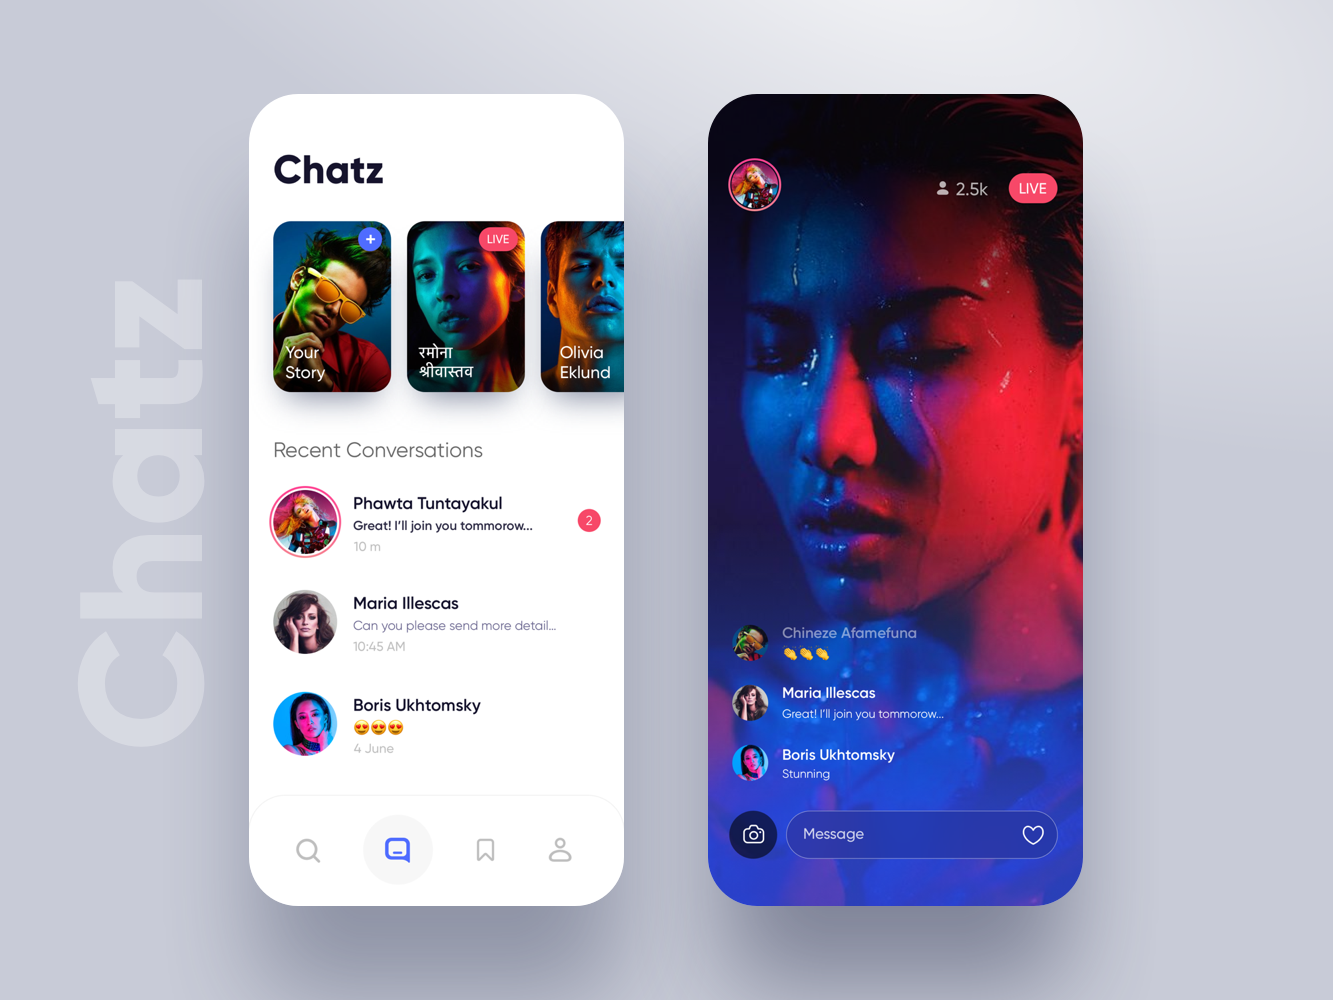 Chatz
Chatz
LIVE
Your
Story
रमोना
श्रीवास्तव
Olivia
Eklund
Recent Conversations
Phawta Tuntayakul
Great! I'll join you tommorow...
10 m
2
Maria Illescas
Can you please send more detail...
10:45 AM
Boris Ukhtomsky
😍😍😍
4 June
2.5k
LIVE
Chineze Afamefuna
👏👏👏
Maria Illescas
Great! I'll join you tommorow...
Boris Ukhtomsky
Stunning
Message